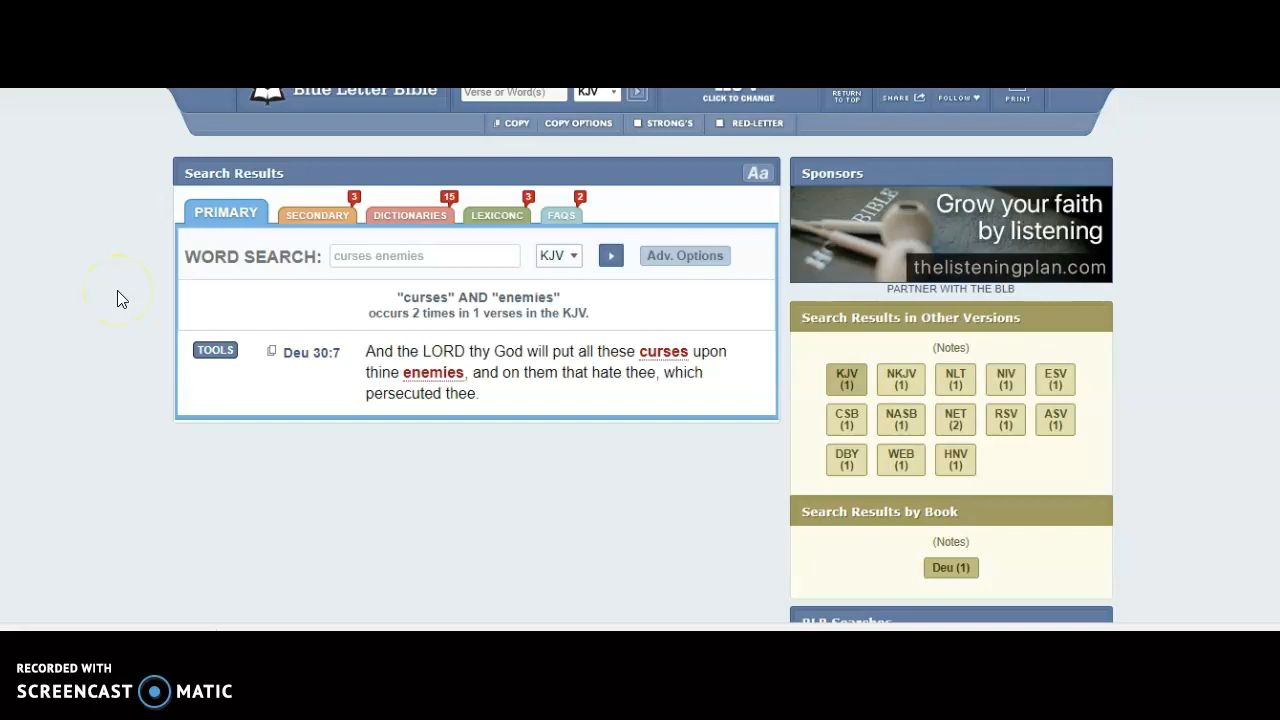 Blue Letter Bible
Verse or Word(s)
KJV
CLICK TO CHANGE
RETURN
TO TOP
SHARE
FOLLOW
PRINT
COPY
COPY OPTIONS
STRONG'S
RED-LETTER
Search Results
Aa
3
15
3
2
PRIMARY
SECONDARY
DICTIONARIES
LEXICONC
FAQS
WORD SEARCH:
curses enemies
KJV
Adv. Options
"curses" AND "enemies"
occurs 2 times in 1 verses in the KJV.
TOOLS
Deu 30:7
And the LORD thy God will put all these curses upon
thine enemies, and on them that hate thee, which
persecuted thee.
Sponsors
BIBLE
Grow your faith
by listening
thelisteningplan.com
PARTNER WITH THE BLB
Search Results in Other Versions
(Notes)
KJV
(1)
NKJV
(1)
NLT
(1)
NIV
(1)
ESV
(1)
CSB
(1)
NASB
(1)
NET
(2)
RSV
(1)
ASV
(1)
DBY
(1)
WEB
(1)
HNV
(1)
Search Results by Book
(Notes)
Deu (1)
BLB Searches
RECORDED WITH
SCREENCAST MATIC